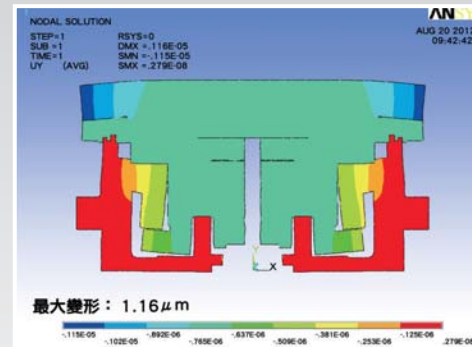 NODAL SOLUTION
STEP=1
SUB =1
TIME=1
UY (AVG)
RSYS=0
DMX =.116E-05
SMN =-.115E-05
SMX =.279E-08
AN
AUG 20 201
09:42:42
Y
Z X
最大變形：1.16μm
-.115E-05
-.102E-05
-.892E-06
-.765E-06
-.637E-06
-.509E-06
-.381E-06
-.253E-06
-.125E-06
.279E-08